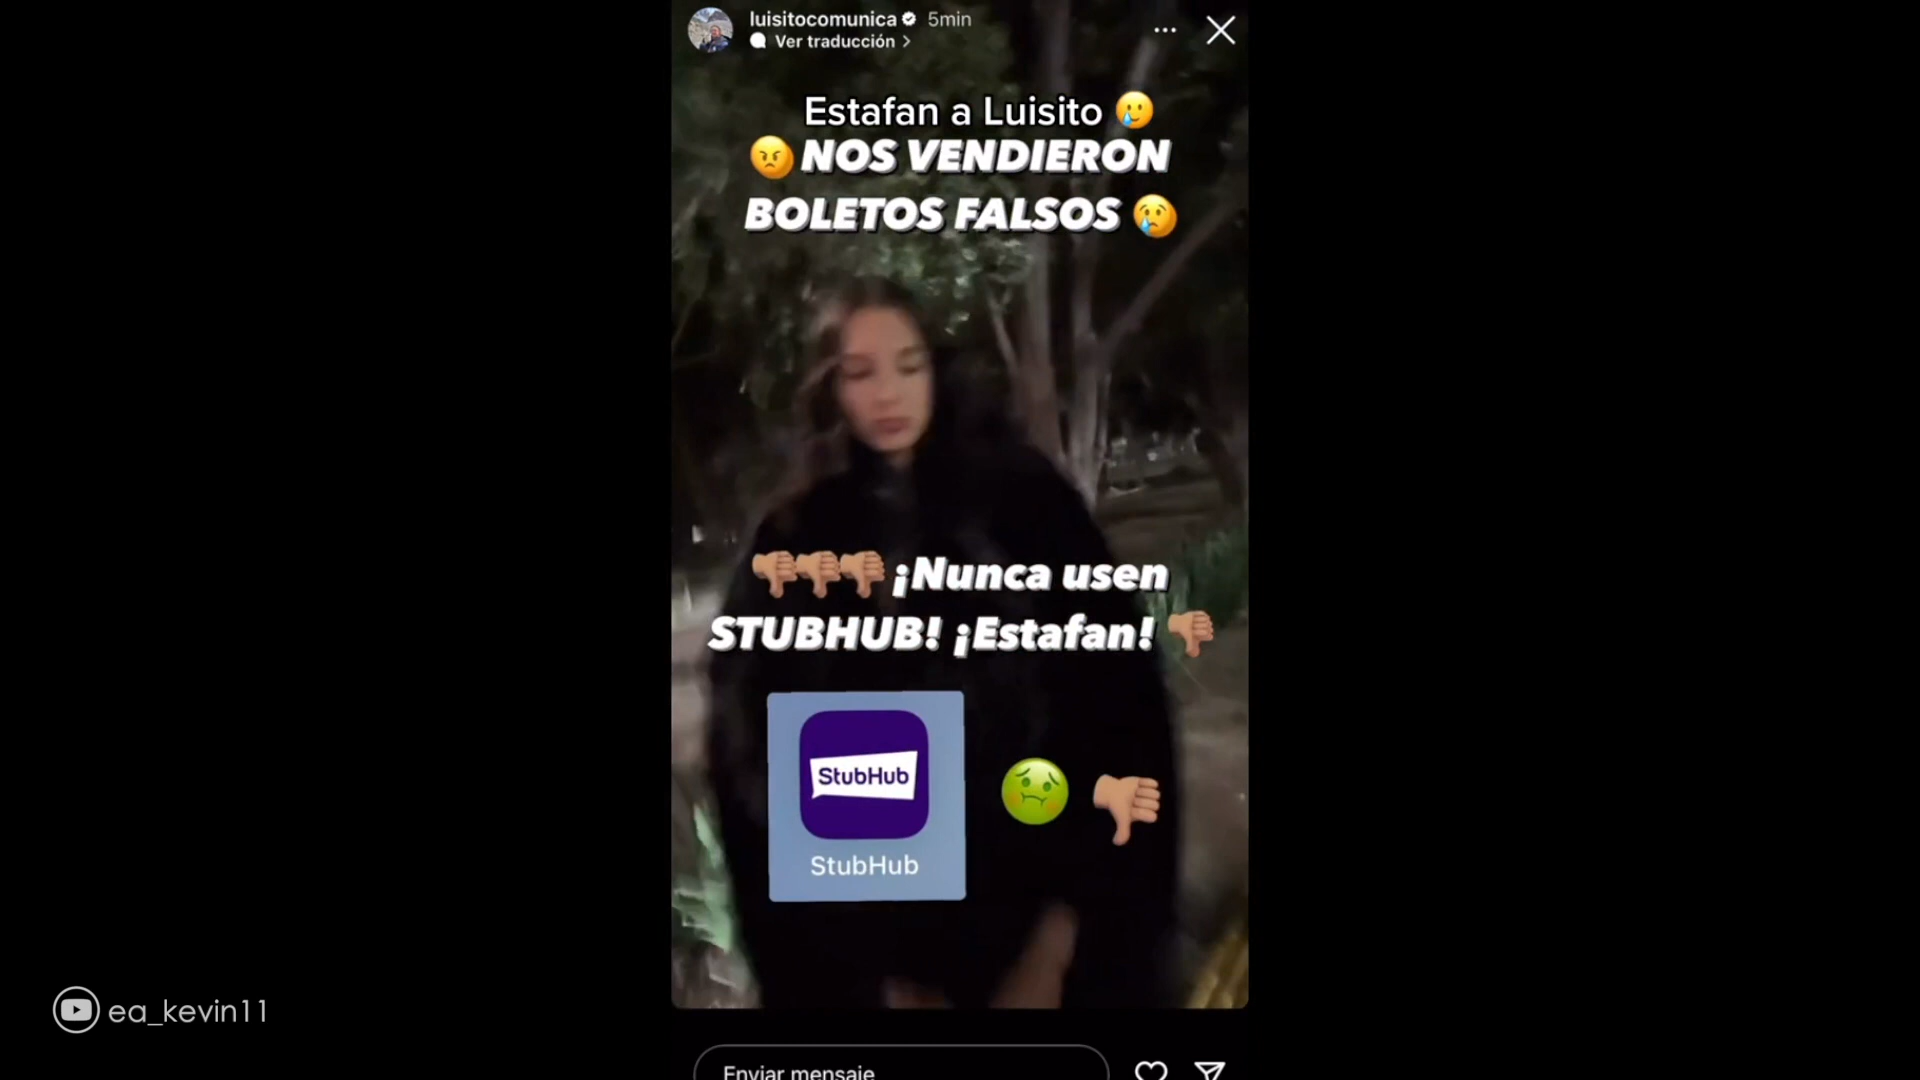 luisitocomunica 5min
Ver traducción
Estafan a Luisito 🥲
😠 NOS VENDIERON
BOLETOS FALSOS 😢
👎🏼👎🏼👎🏼 ¡Nunca usen
STUBHUB! ¡Estafan! 👎🏼
StubHub
StubHub
🤢 👎🏼
ea_kevin11
Enviar mensaje